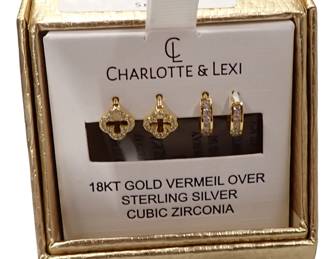 CL
CHARLOTTE & LEXI
18KT GOLD VERMEIL OVER
STERLING SILVER
CUBIC ZIRCONIA